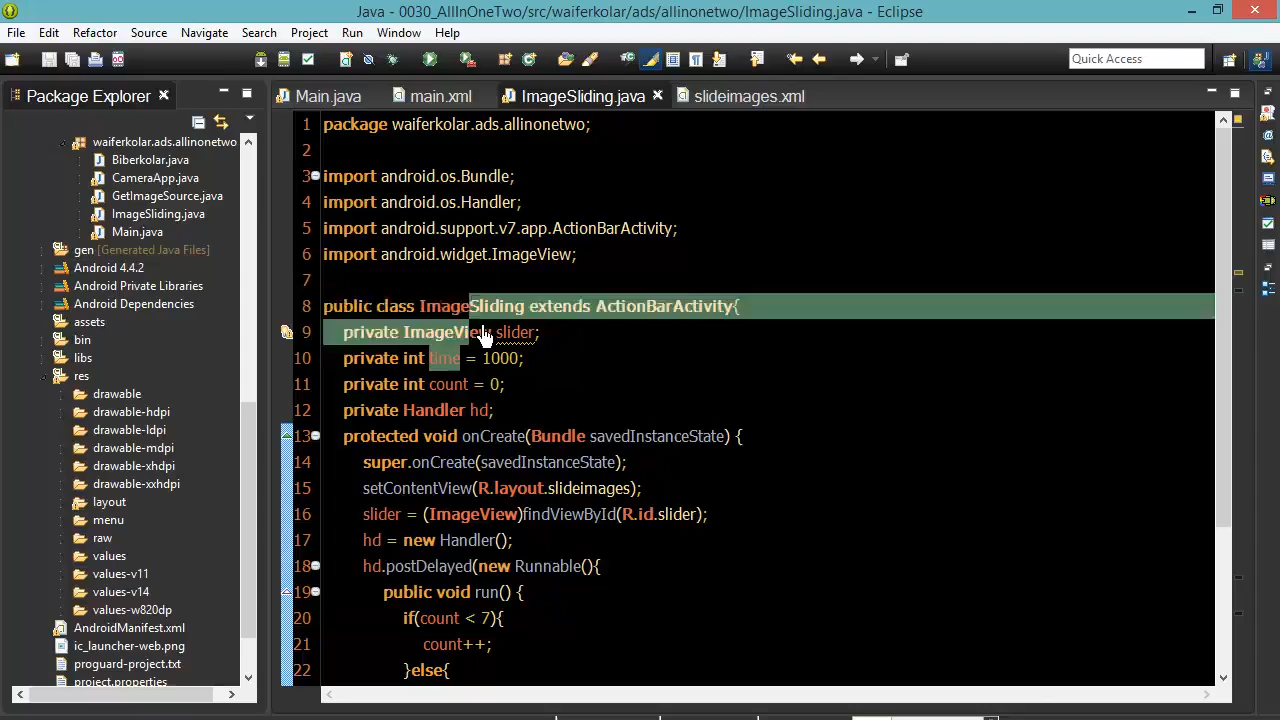 Java - 0030_AllInOneTwo/src/waiferkolar/ads/allinonetwo/ImageSliding.java - Eclipse
File Edit Refactor Source Navigate Search Project Run Window Help
Quick Access
Package Explorer
Main.java main.xml ImageSliding.java slideimages.xml
waiferkolar.ads.allinonetwo
Biberkolar.java
CameraApp.java
GetImageSource.java
ImageSliding.java
Main.java
gen [Generated Java Files]
Android 4.4.2
Android Private Libraries
Android Dependencies
assets
bin
libs
res
drawable
drawable-hdpi
drawable-ldpi
drawable-mdpi
drawable-xhdpi
drawable-xxhdpi
layout
menu
raw
values
values-v11
values-v14
values-w820dp
AndroidManifest.xml
ic_launcher-web.png
proguard-project.txt
project.properties
1 package waiferkolar.ads.allinonetwo;
2
3 import android.os.Bundle;
4 import android.os.Handler;
5 import android.support.v7.app.ActionBarActivity;
6 import android.widget.ImageView;
7
8 public class ImageSliding extends ActionBarActivity{
9 private ImageView slider;
10 private int time = 1000;
11 private int count = 0;
12 private Handler hd;
13 protected void onCreate(Bundle savedInstanceState) {
14 super.onCreate(savedInstanceState);
15 setContentView(R.layout.slideimages);
16 slider = (ImageView)findViewById(R.id.slider);
17 hd = new Handler();
18 hd.postDelayed(new Runnable(){
19 public void run() {
20 if(count < 7){
21 count++;
22 }else{